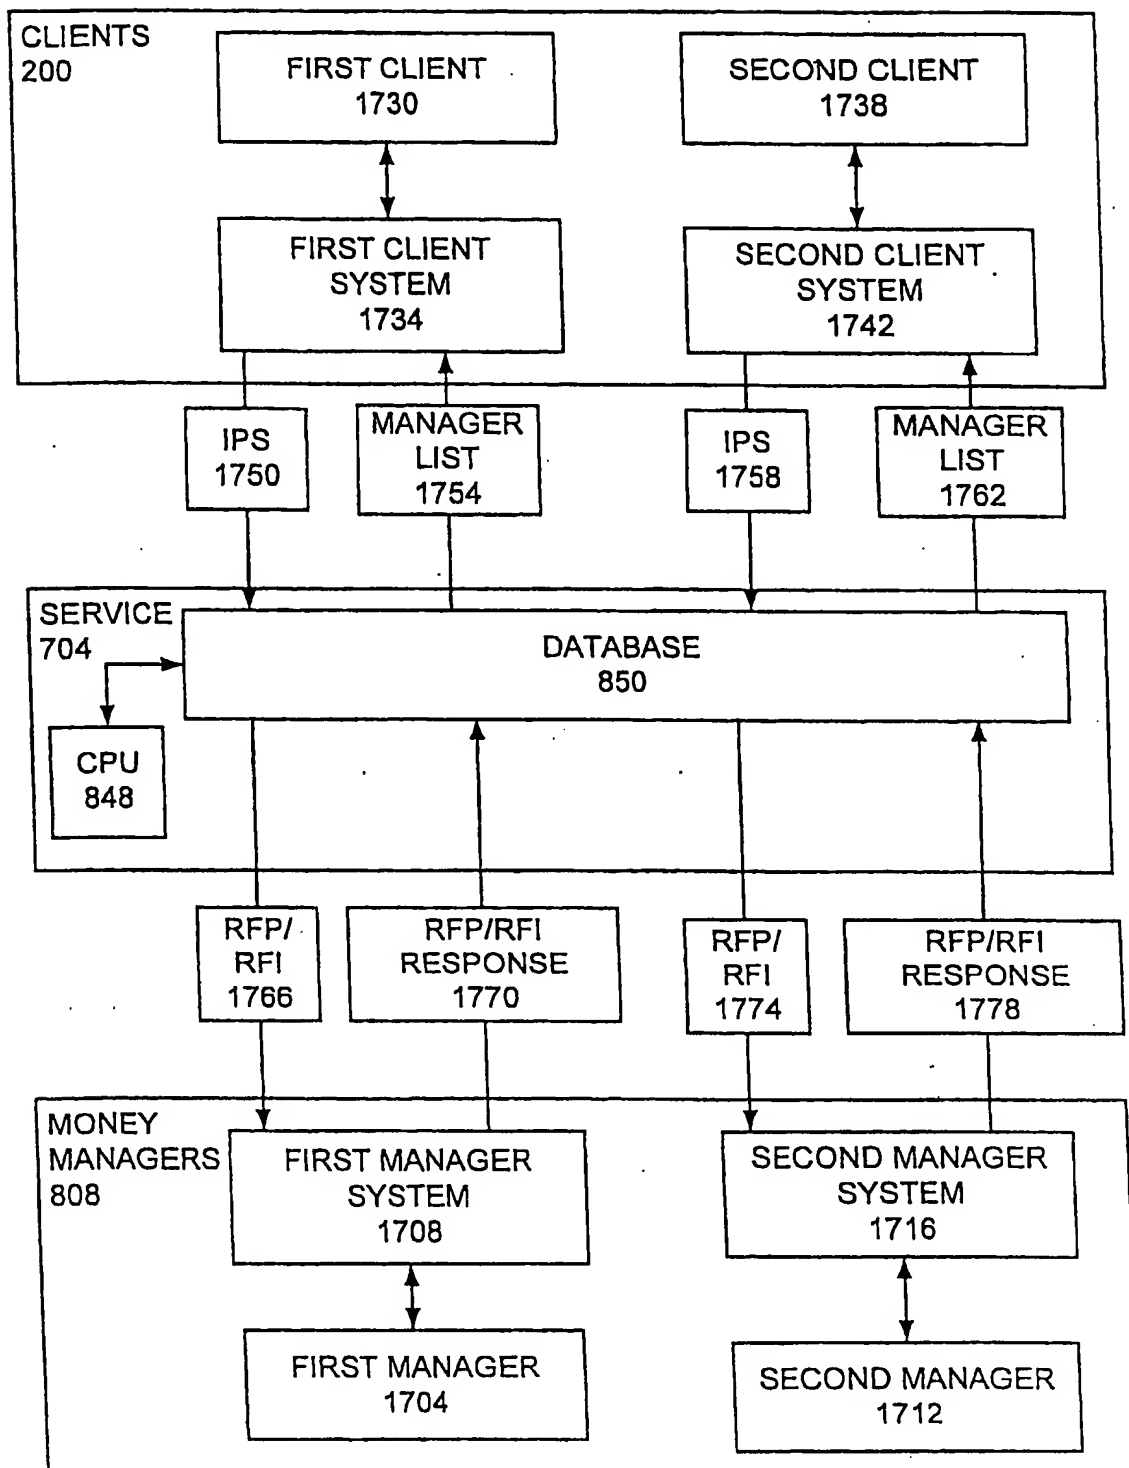 CLIENTS
200
FIRST CLIENT
1730
SECOND CLIENT
1738
FIRST CLIENT
SYSTEM
1734
SECOND CLIENT
SYSTEM
1742
IPS
1750
MANAGER
LIST
1754
IPS
1758
MANAGER
LIST
1762
SERVICE
704
DATABASE
850
CPU
848
RFP/
RFI
1766
RFP/RFI
RESPONSE
1770
RFP/
RFI
1774
RFP/RFI
RESPONSE
1778
MONEY
MANAGERS
808
FIRST MANAGER
SYSTEM
1708
SECOND MANAGER
SYSTEM
1716
FIRST MANAGER
1704
SECOND MANAGER
1712